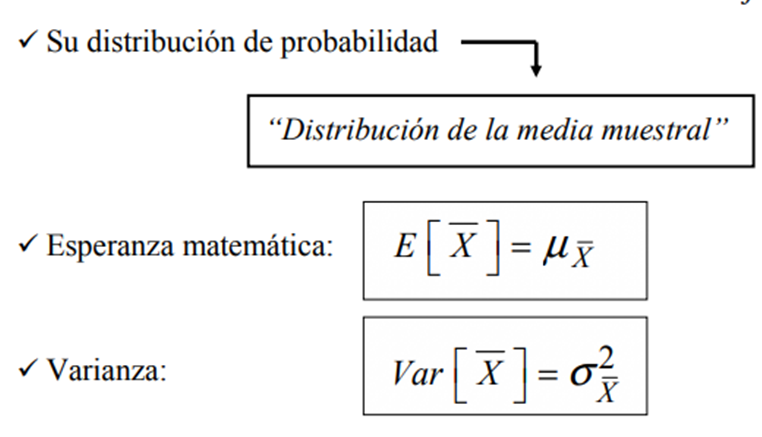 ✓ Su distribución de probabilidad
“Distribución de la media muestral”
✓ Esperanza matemática: E[X̅] = μ_X̅
✓ Varianza: Var[X̅] = σ²_X̅